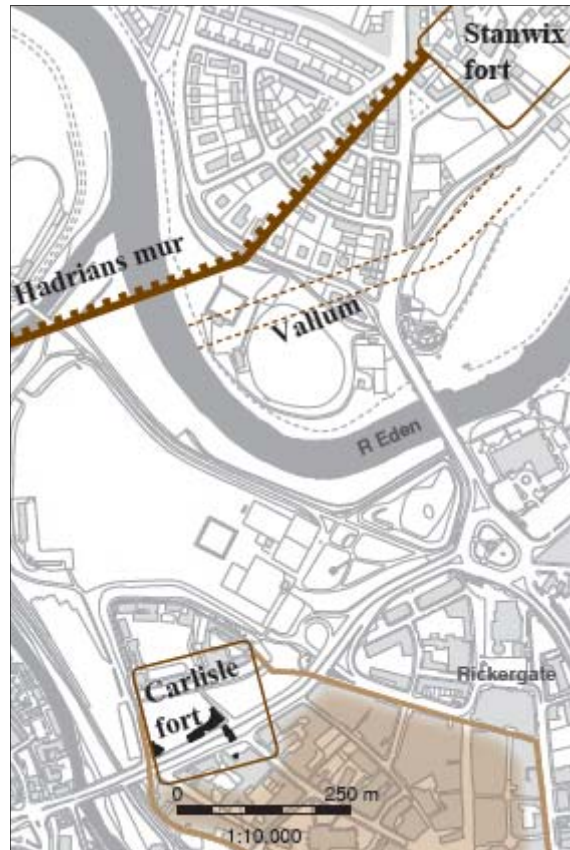 Stanwix
fort
Hadrians mur
Vallum
R Eden
Rickergate
Carlisle
fort
0 250 m
1:10,000